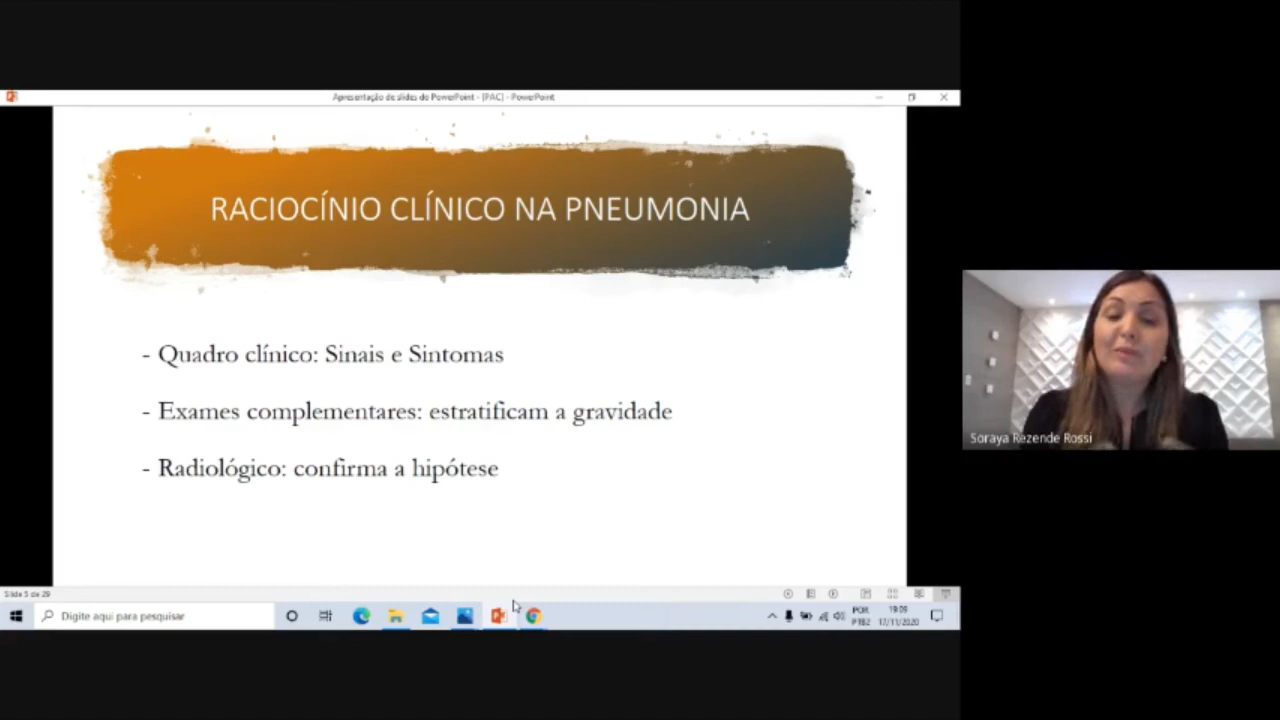 Apresentação de slides do PowerPoint - [PAC] - PowerPoint
RACIOCÍNIO CLÍNICO NA PNEUMONIA
- Quadro clínico: Sinais e Sintomas
- Exames complementares: estratificam a gravidade
- Radiológico: confirma a hipótese
Soraya Rezende Rossi
Slide 5 de 29
Digite aqui para pesquisar
POR
PTB2
19:09
17/11/2020